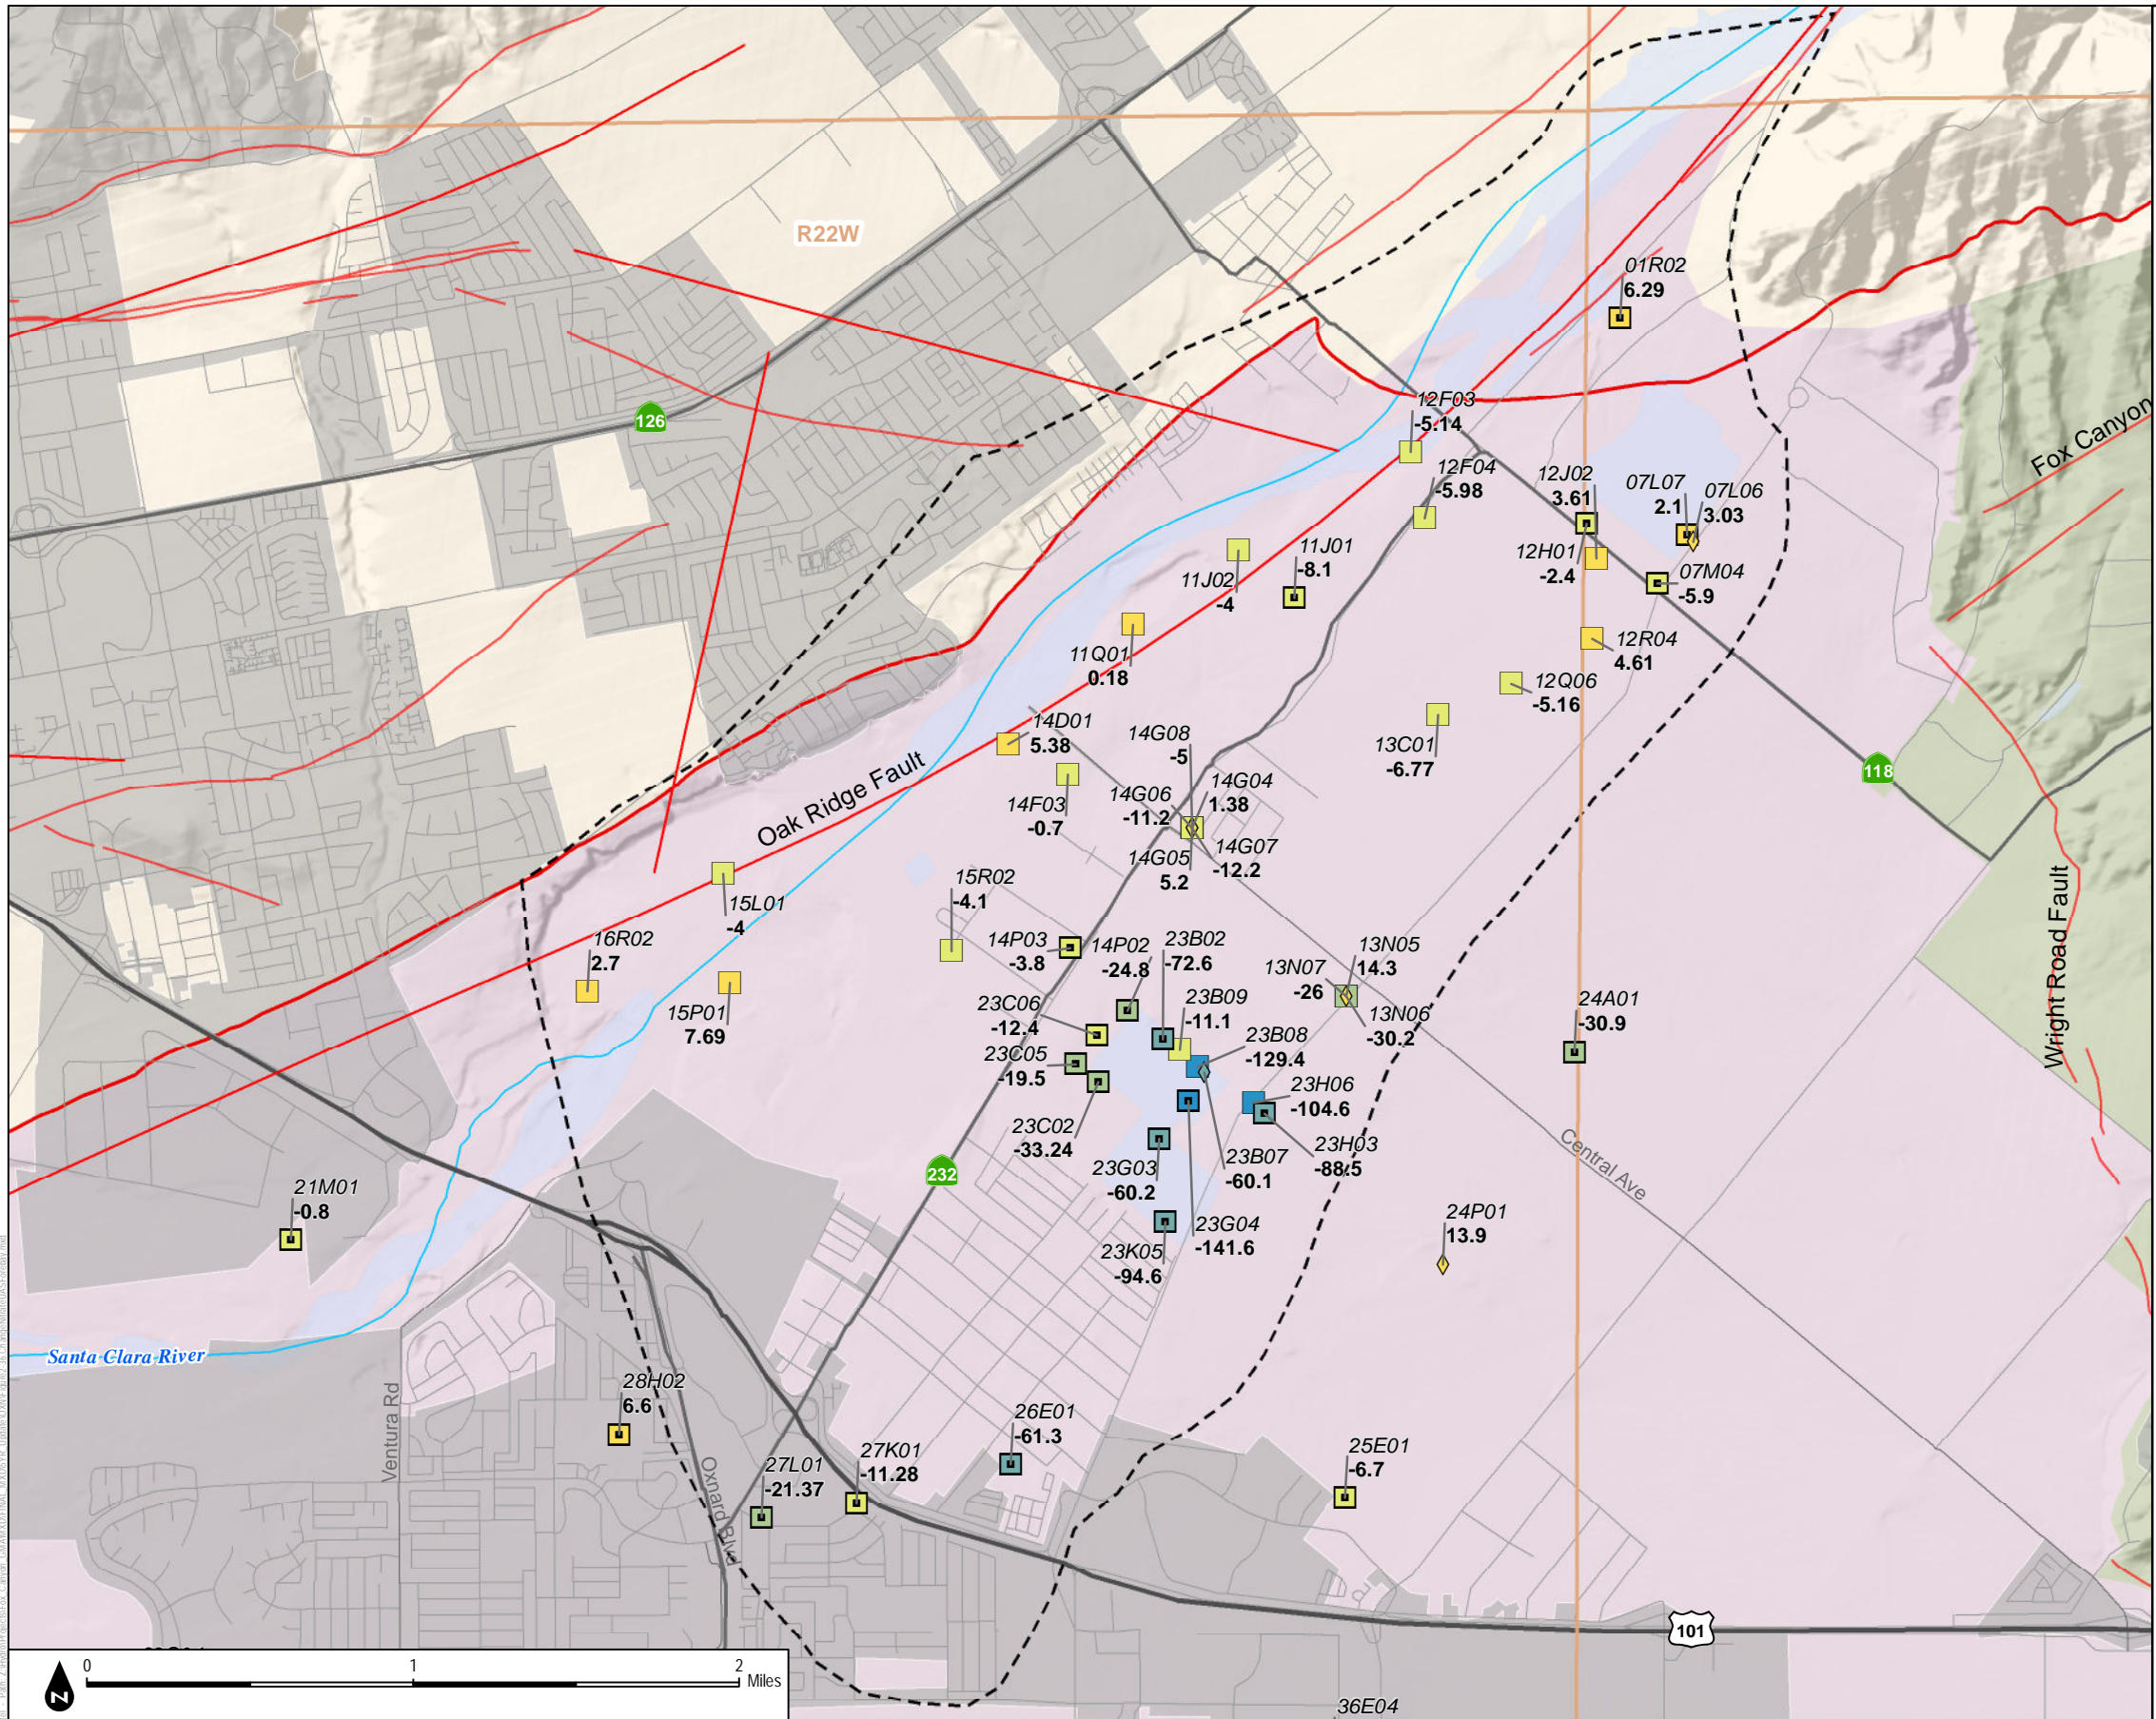 R22W
01R02
6.29
126
12F03
-5.14
Fox Canyon
12F04
-5.98
12J02
3.61
07L07
2.1
07L06
3.03
11J01
-8.1
12H01
-2.4
07M04
-5.9
11J02
-4
12R04
4.61
11Q01
0.18
12Q06
-5.16
14D01
5.38
14G08
-5
13C01
-6.77
118
Oak Ridge Fault
14G06
-11.2
14G04
1.38
14F03
-0.7
14G05
5.2
14G07
-12.2
15R02
-4.1
15L01
-4
Wright Road Fault
16R02
2.7
14P03
-3.8
14P02
-24.8
23B02
-72.6
13N07
-26
13N05
14.3
15P01
7.69
23C06
-12.4
23B09
-11.1
13N06
-30.2
24A01
-30.9
23C05
-19.5
23B08
-129.4
23H06
-104.6
23C02
-33.24
23H03
-88.5
Central Ave
23G03
-60.2
23B07
-60.1
232
21M01
-0.8
23K05
-94.6
23G04
-141.6
24P01
13.9
Santa Clara River
Ventura Rd
28H02
6.6
26E01
-61.3
27L01
-21.37
27K01
-11.28
25E01
-6.7
Oxnard Blvd
101
0 1 2 Miles
N
36E04